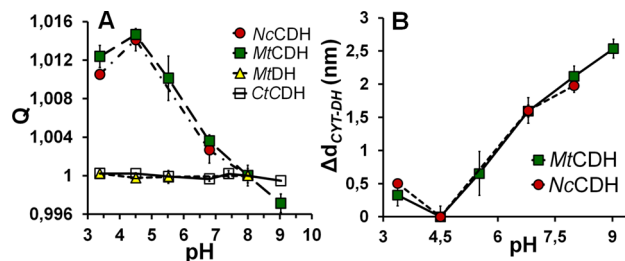 A
NcCDH
MtCDH
MtDH
CtCDH
Q
1,016
1,012
1,008
1,004
1
0,996
3 4 5 6 7 8 9 10
pH
B
Δd CYT-DH (nm)
3
2,5
2
1,5
1
0,5
0
MtCDH
NcCDH
3 4,5 6 7,5 9
pH